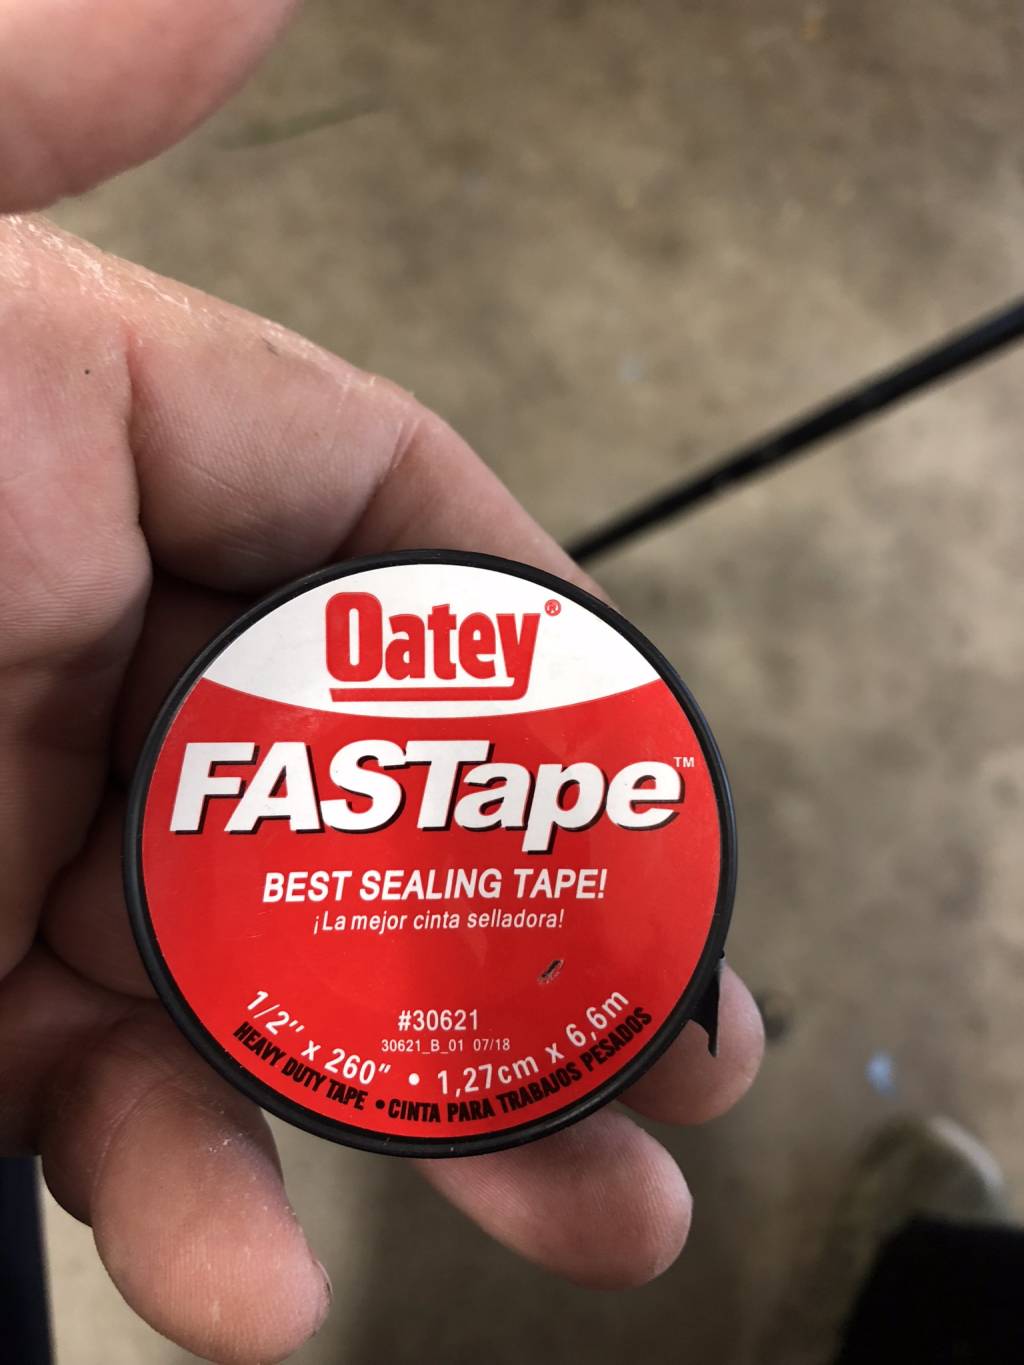 Oatey®
FASTape™
BEST SEALING TAPE!
¡La mejor cinta selladora!
#30621
30621_B_01 07/18
1/2" x 260" • 1,27cm x 6,6m
HEAVY DUTY TAPE • CINTA PARA TRABAJOS PESADOS